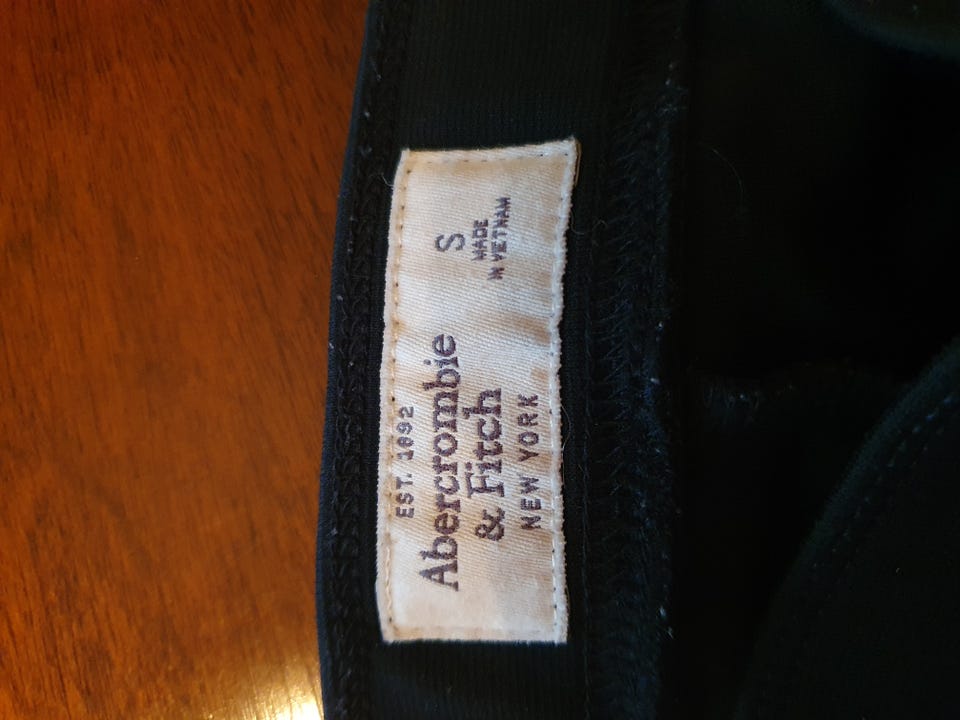 EST. 1892
Abercrombie
& Fitch
NEW YORK
S
MADE
IN VIETNAM